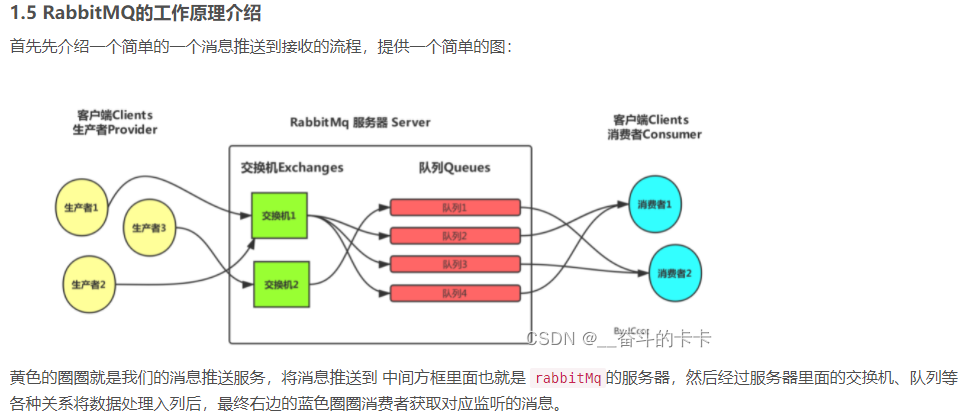 1.5 RabbitMQ的工作原理介绍
首先先介绍一个简单的一个消息推送到接收的流程，提供一个简单的图：
客户端Clients
生产者Provider
RabbitMq 服务器 Server
客户端Clients
消费者Consumer
交换机Exchanges
队列Queues
生产者1
生产者3
生产者2
交换机1
交换机2
队列1
队列2
队列3
队列4
消费者1
消费者2
CSDN @__奋斗的卡卡
黄色的圈圈就是我们的消息推送服务，将消息推送到 中间方框里面也就是 rabbitMq 的服务器，然后经过服务器里面的交换机、队列等
各种关系将数据处理入列后，最终右边的蓝色圈圈消费者获取对应监听的消息。